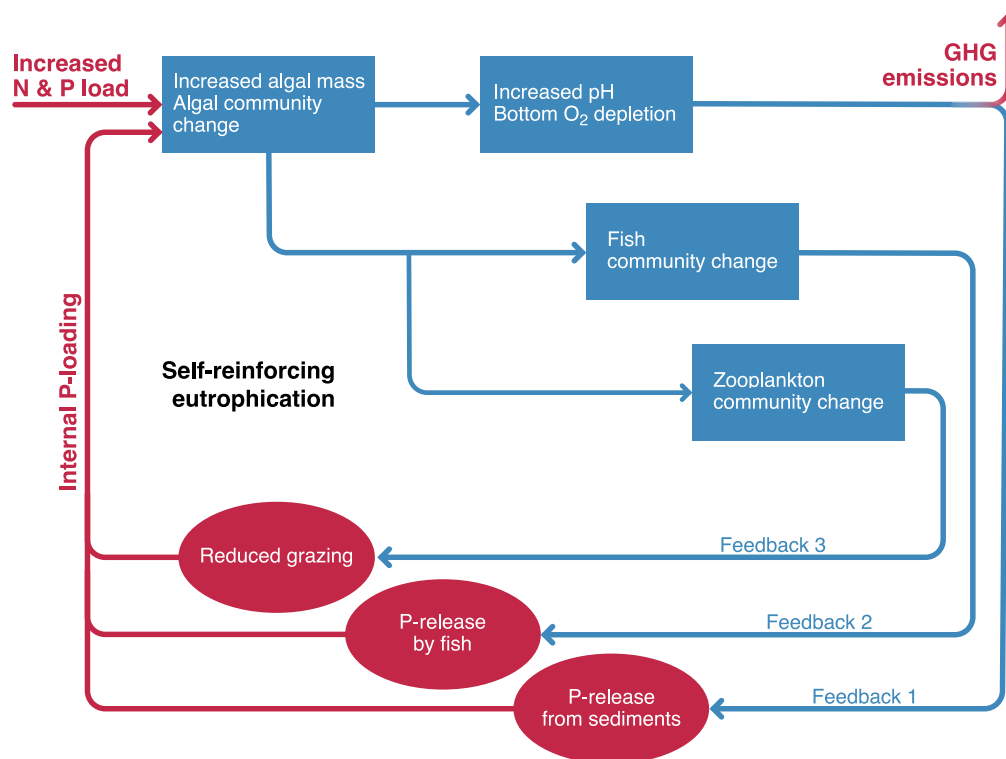 Increased
N & P load
Increased algal mass
Algal community
change
Increased pH
Bottom O₂ depletion
GHG
emissions
Fish
community change
Zooplankton
community change
Self-reinforcing
eutrophication
Internal P-loading
Reduced grazing
Feedback 3
P-release
by fish
Feedback 2
P-release
from sediments
Feedback 1